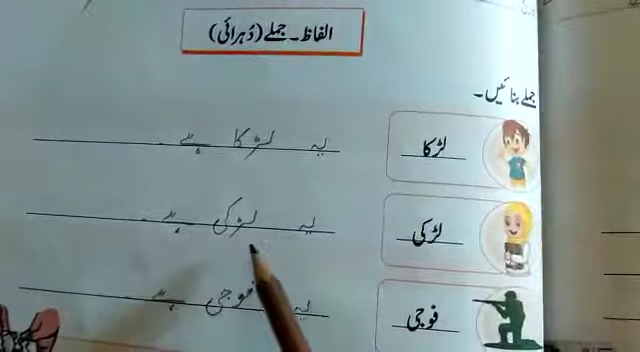 الفاظ۔ جملے (دُہرائی)
جملے بنائیں۔
لڑکا یہ لڑکا ہے۔
لڑکی یہ لڑکی ہے۔
فوجی یہ فوجی ہے